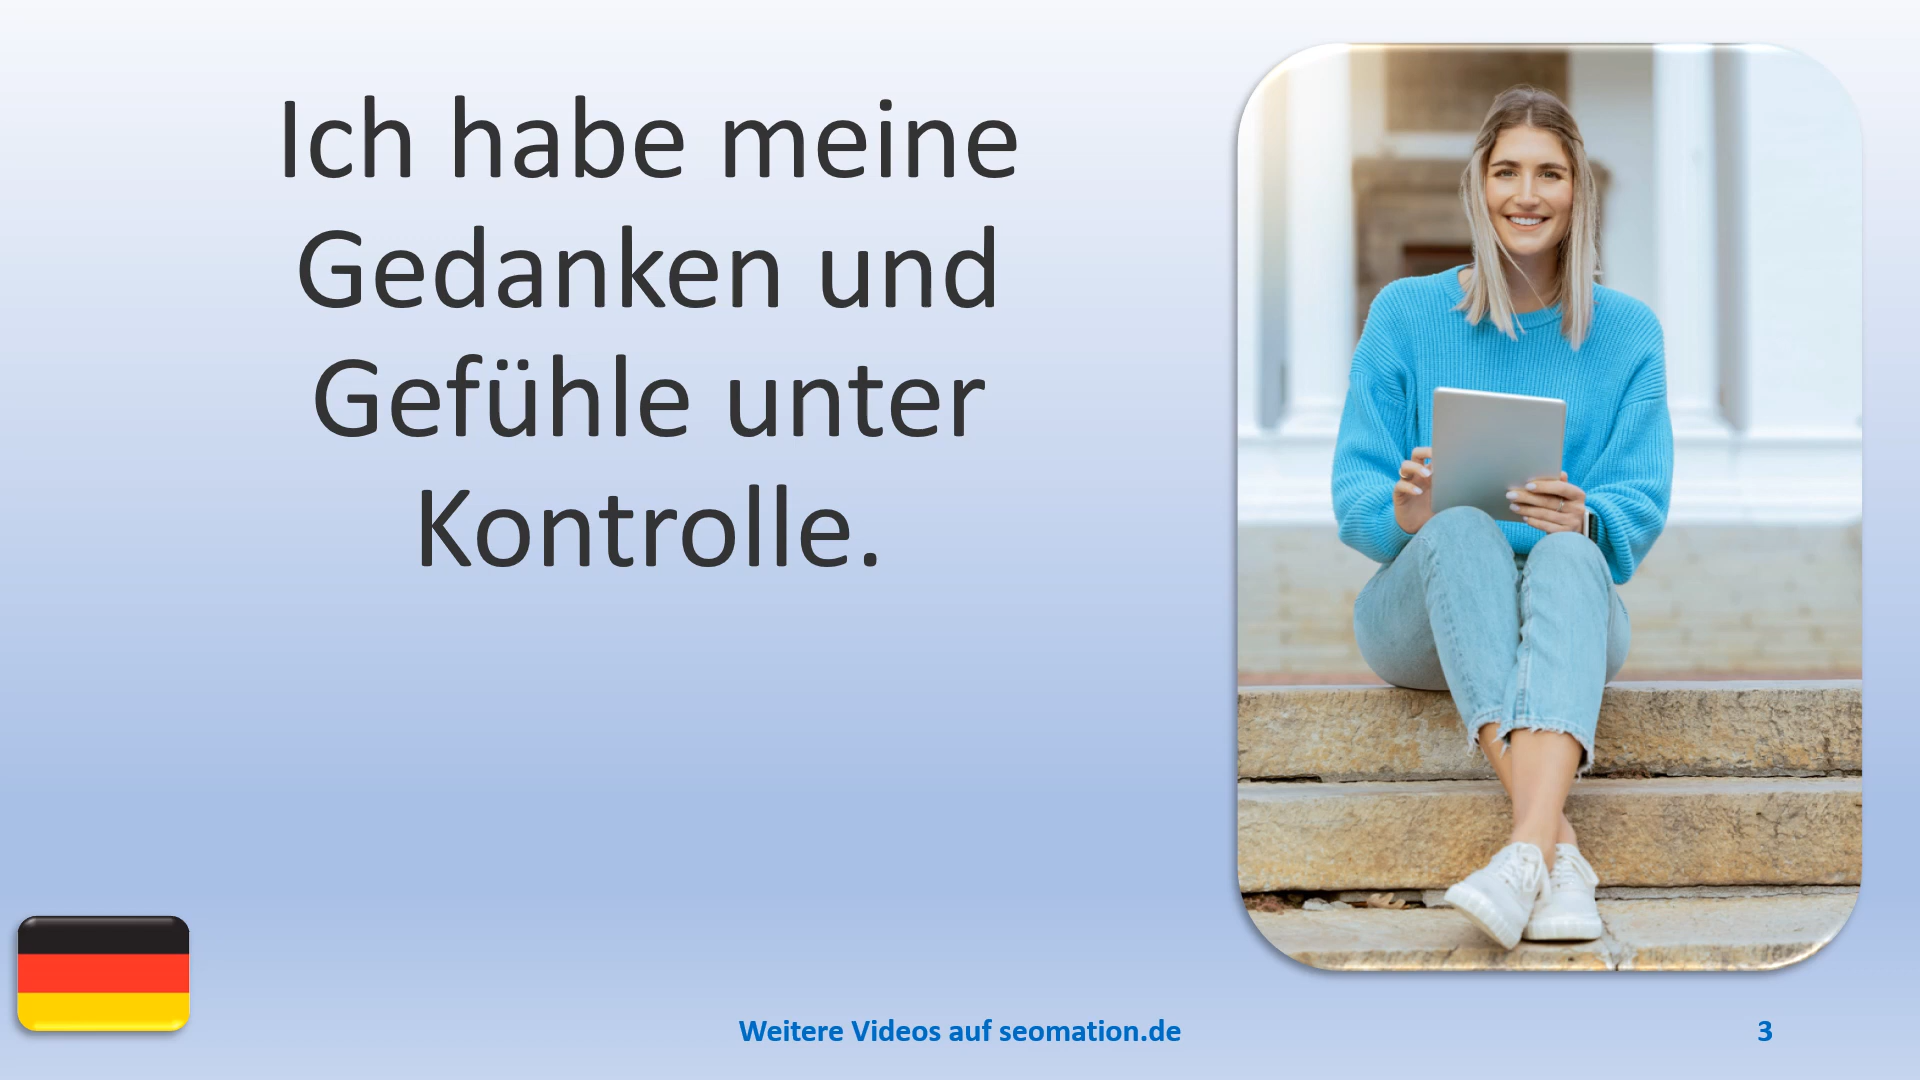 Ich habe meine
Gedanken und
Gefühle unter
Kontrolle.
Weitere Videos auf seomation.de
3